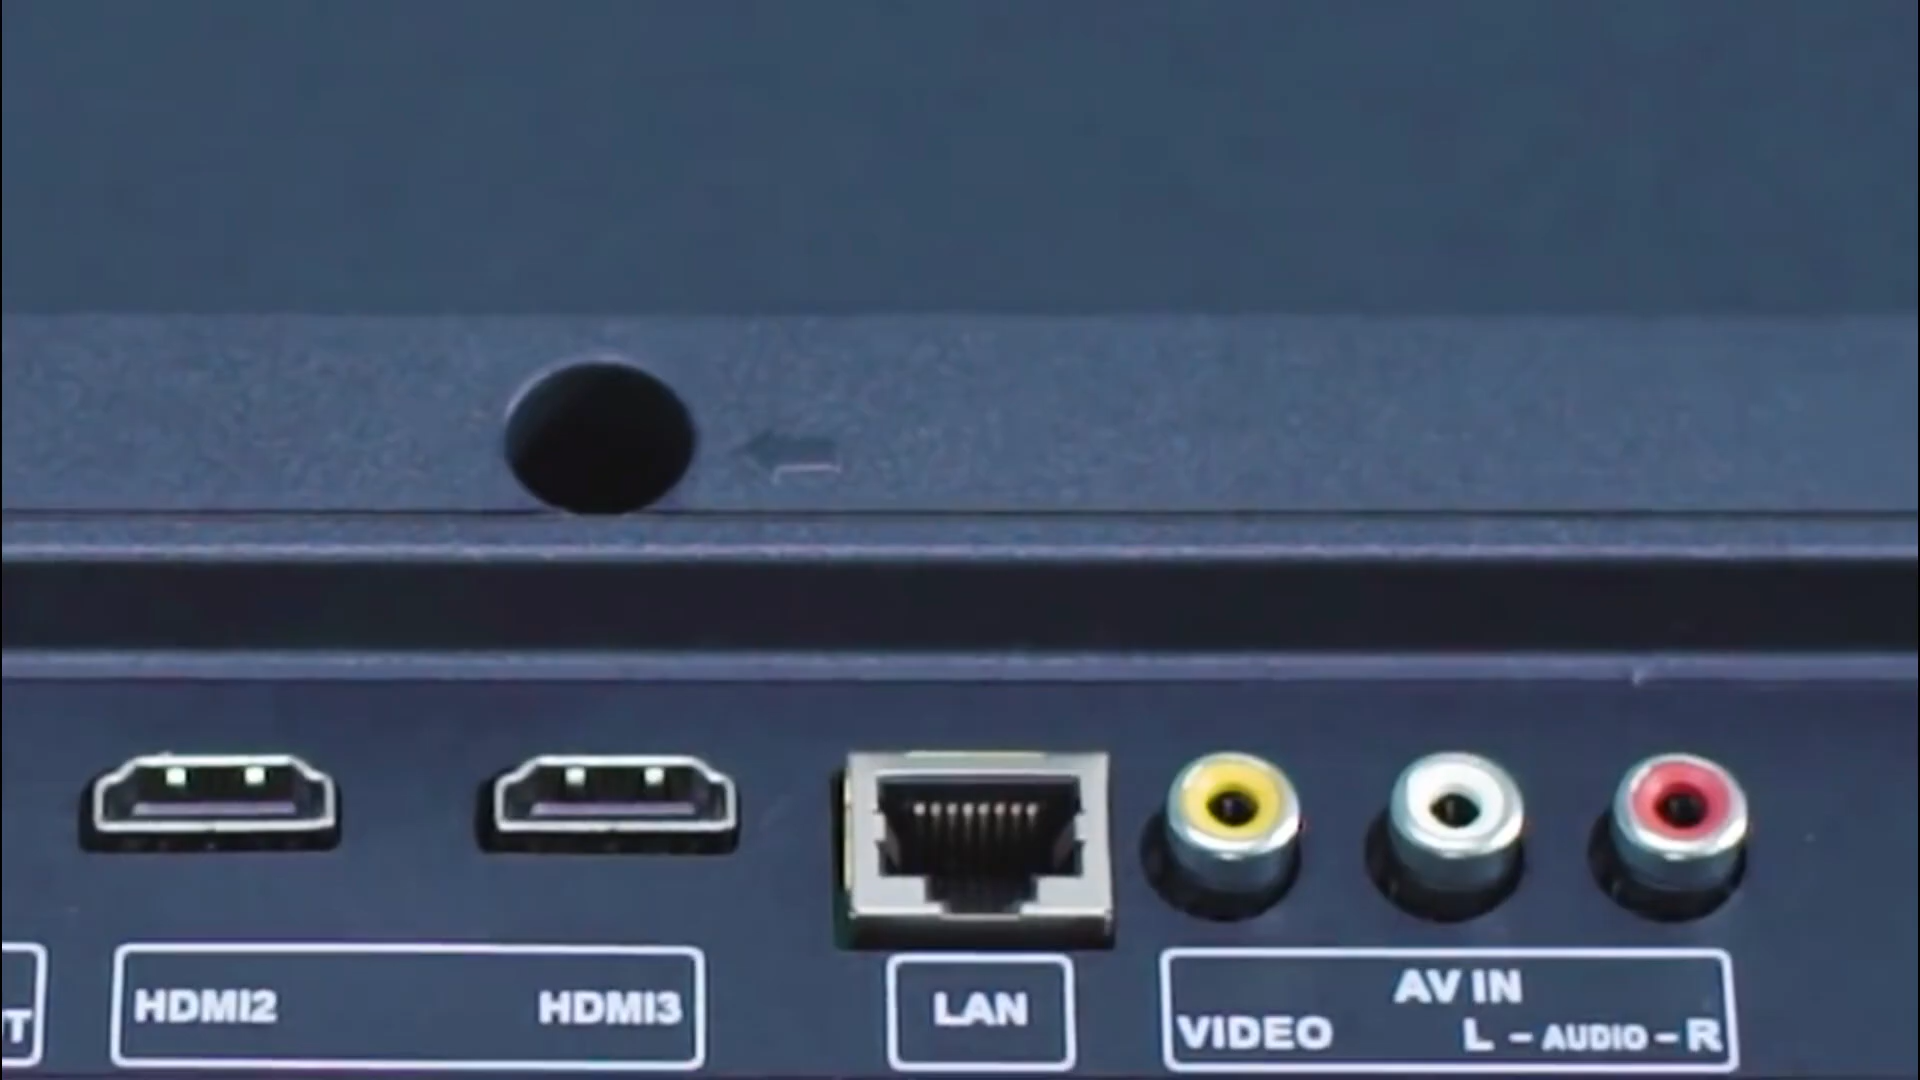 T
HDMI2 HDMI3
LAN
AV IN
VIDEO L - AUDIO - R